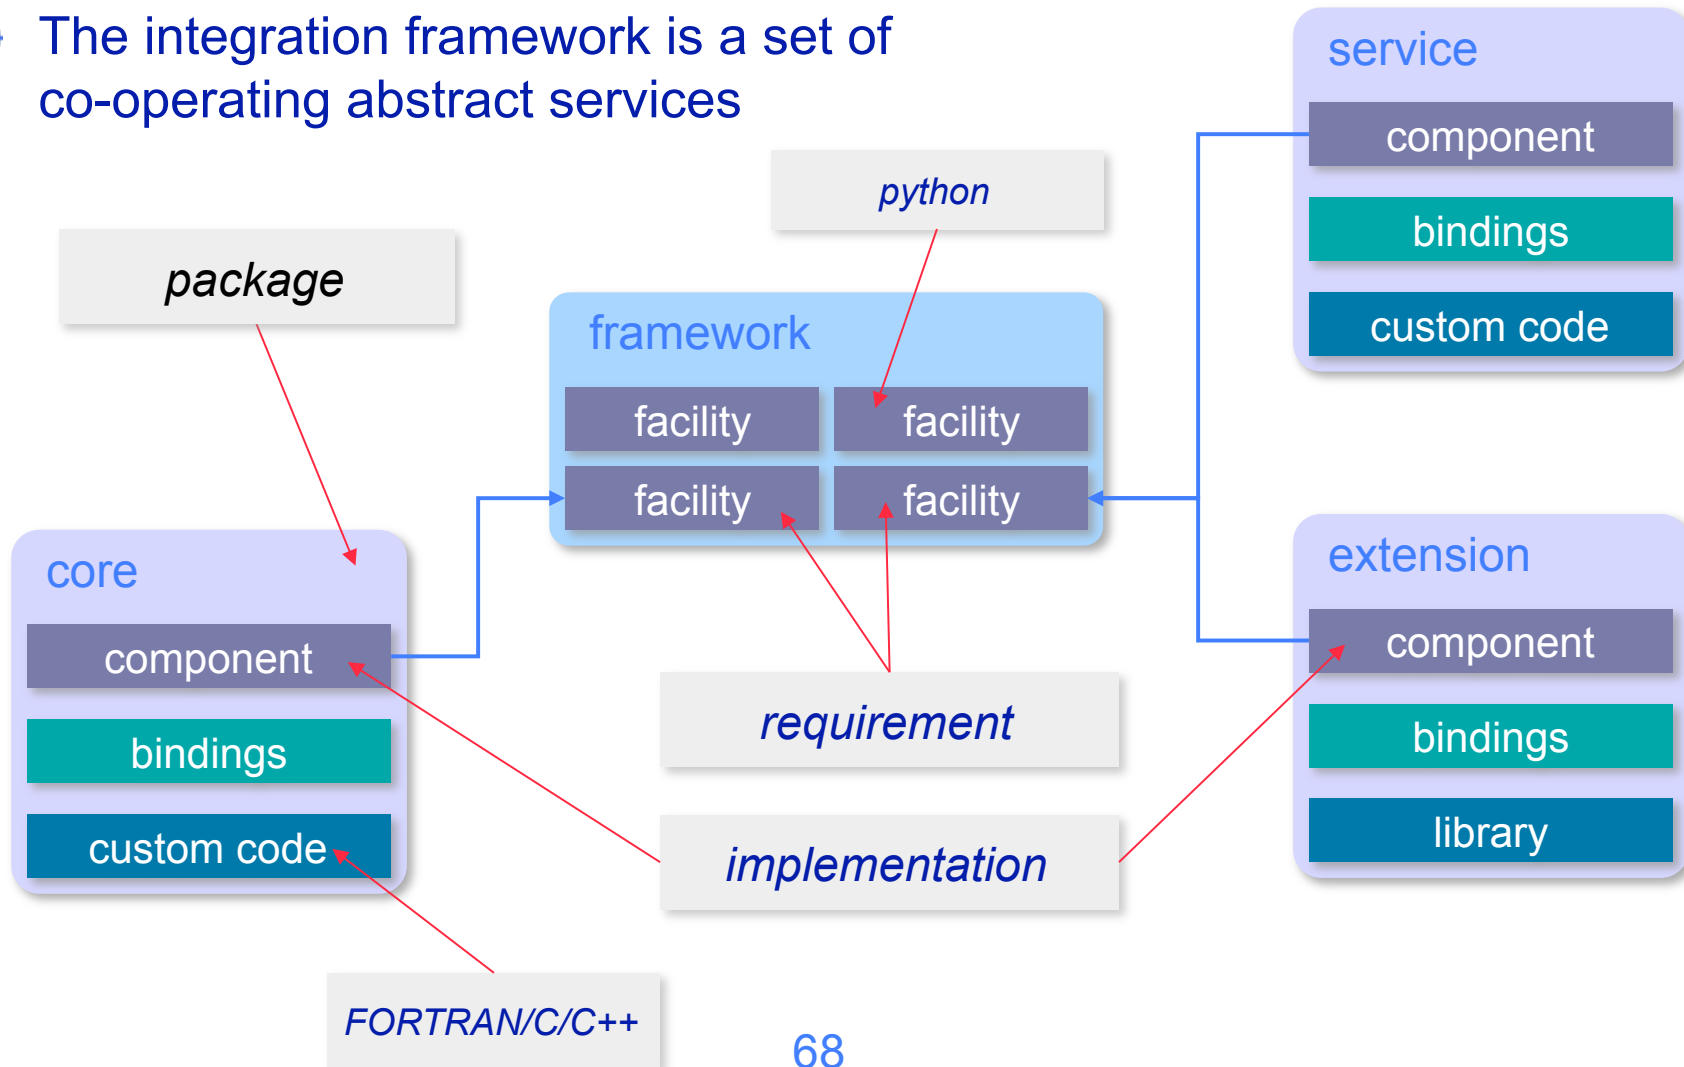 The integration framework is a set of
co-operating abstract services
service
component
bindings
custom code
python
package
framework
facility
facility
facility
facility
core
component
bindings
custom code
extension
component
bindings
library
requirement
implementation
FORTRAN/C/C++
68